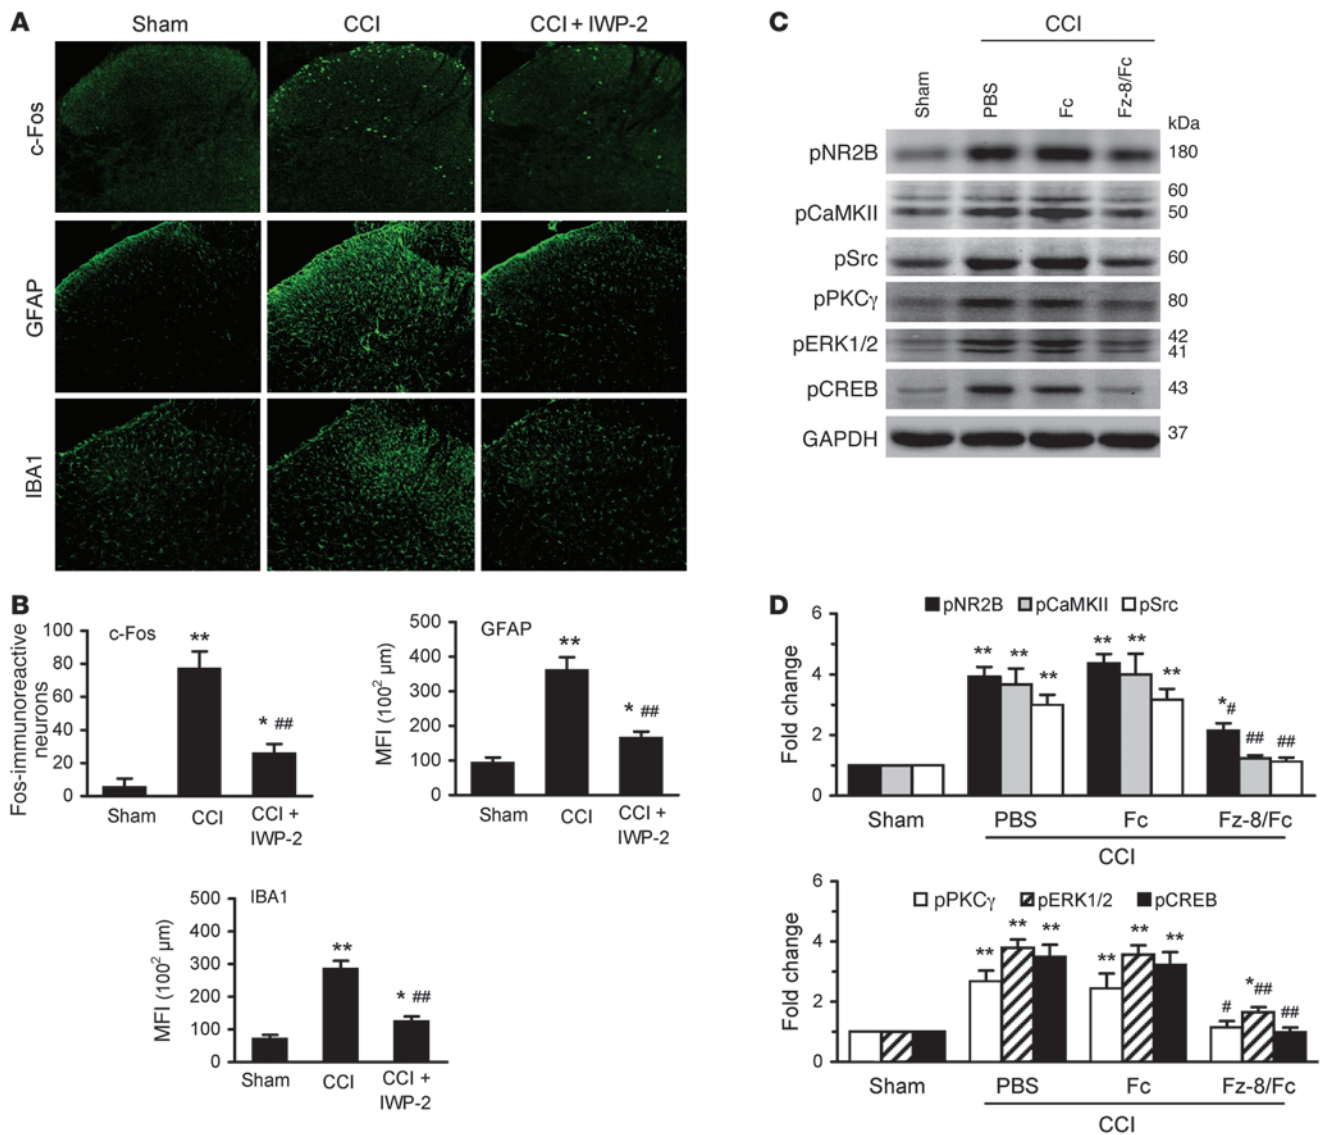 A
Sham CCI CCI + IWP-2
c-Fos
GFAP
IBA1
B
c-Fos
Fos-immunoreactive
neurons
100
80
60
40
20
0
** * ##
Sham CCI CCI +
IWP-2
GFAP
MFI (100² µm)
500
400
300
200
100
0
** * ##
Sham CCI CCI +
IWP-2
IBA1
MFI (100² µm)
500
400
300
200
100
0
** * ##
Sham CCI CCI +
IWP-2
C
CCI
Sham PBS Fc Fz-8/Fc
kDa
pNR2B 180
60
pCaMKII 50
pSrc 60
pPKCγ 80
pERK1/2 42
41
pCREB 43
GAPDH 37
D
pNR2B pCaMKII pSrc
Fold change
6
4
2
0
** ** ** ** ** ** *# ## ##
Sham PBS Fc Fz-8/Fc
CCI
pPKCγ pERK1/2 pCREB
Fold change
6
4
2
0
** ** ** ** ** ** # *## ##
Sham PBS Fc Fz-8/Fc
CCI